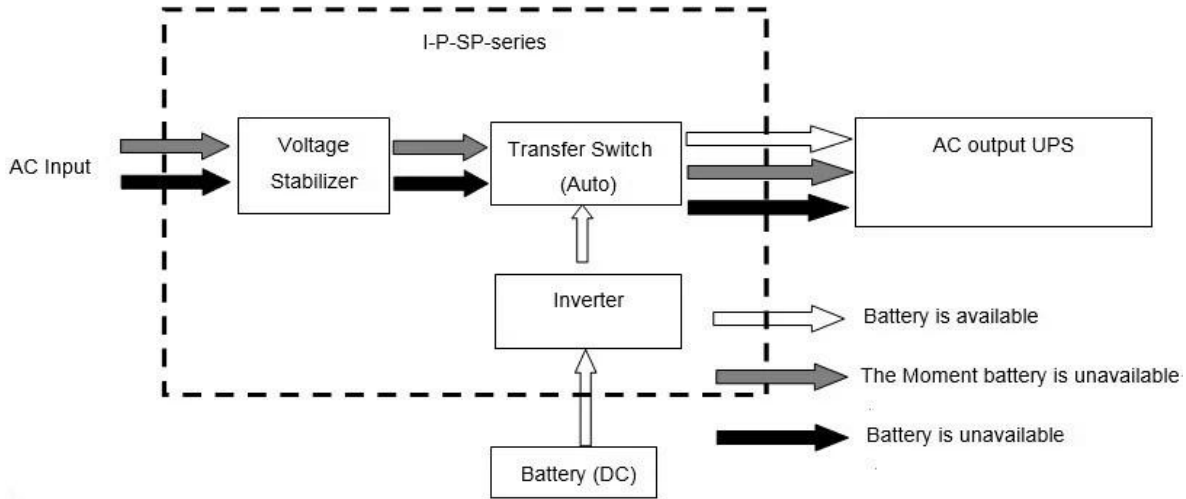 I-P-SP-series
AC Input
Voltage
Stabilizer
Transfer Switch
(Auto)
AC output UPS
Inverter
Battery (DC)
Battery is available
The Moment battery is unavailable
Battery is unavailable